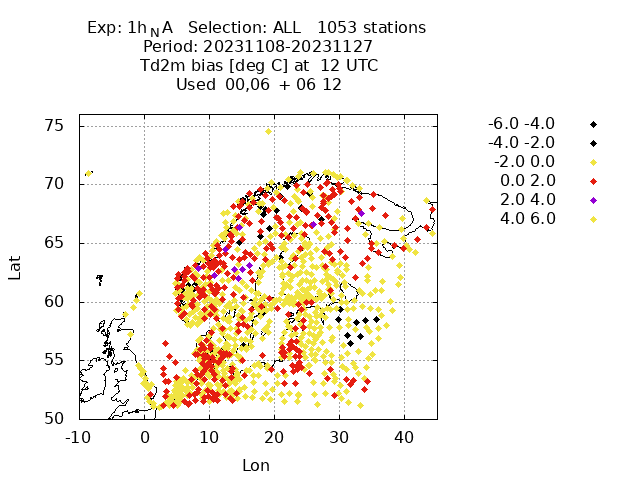 Exp: 1h_N A Selection: ALL 1053 stations
Period: 20231108-20231127
Td2m bias [deg C] at 12 UTC
Used 00,06 + 06 12
-6.0 -4.0
-4.0 -2.0
-2.0 0.0
0.0 2.0
2.0 4.0
4.0 6.0
75
70
65
60
55
50
Lat
-10 0 10 20 30 40
Lon